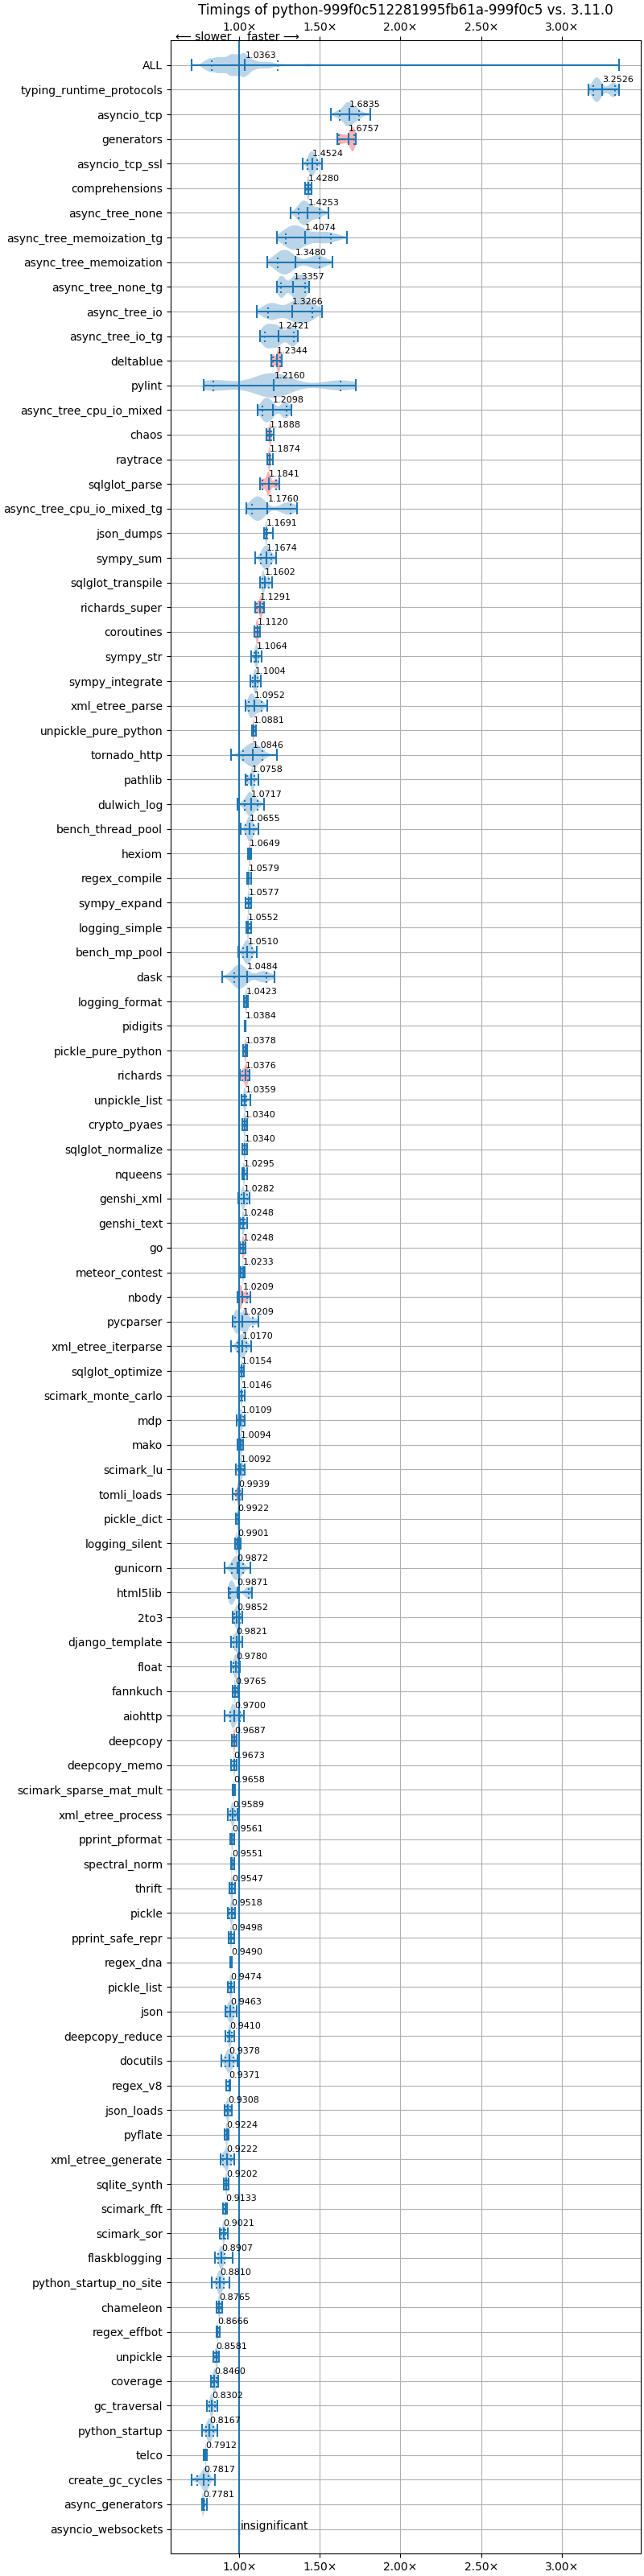 Timings of python-999f0c512281995fb61a-999f0c5 vs. 3.11.0
1.00× 1.50× 2.00× 2.50× 3.00×
⟵ slower faster ⟶
ALL 1.0363
typing_runtime_protocols 3.2526
asyncio_tcp 1.6835
generators 1.6757
asyncio_tcp_ssl 1.4524
comprehensions 1.4280
async_tree_none 1.4253
async_tree_memoization_tg 1.4074
async_tree_memoization 1.3480
async_tree_none_tg 1.3357
async_tree_io 1.3266
async_tree_io_tg 1.2421
deltablue 1.2344
pylint 1.2160
async_tree_cpu_io_mixed 1.2098
chaos 1.1888
raytrace 1.1874
sqlglot_parse 1.1841
async_tree_cpu_io_mixed_tg 1.1760
json_dumps 1.1691
sympy_sum 1.1674
sqlglot_transpile 1.1602
richards_super 1.1291
coroutines 1.1120
sympy_str 1.1064
sympy_integrate 1.1004
xml_etree_parse 1.0952
unpickle_pure_python 1.0881
tornado_http 1.0846
pathlib 1.0758
dulwich_log 1.0717
bench_thread_pool 1.0655
hexiom 1.0649
regex_compile 1.0579
sympy_expand 1.0577
logging_simple 1.0552
bench_mp_pool 1.0510
dask 1.0484
logging_format 1.0423
pidigits 1.0384
pickle_pure_python 1.0378
richards 1.0376
unpickle_list 1.0359
crypto_pyaes 1.0340
sqlglot_normalize 1.0340
nqueens 1.0295
genshi_xml 1.0282
genshi_text 1.0248
go 1.0248
meteor_contest 1.0233
nbody 1.0209
pycparser 1.0209
xml_etree_iterparse 1.0170
sqlglot_optimize 1.0154
scimark_monte_carlo 1.0146
mdp 1.0109
mako 1.0094
scimark_lu 1.0092
tomli_loads 0.9939
pickle_dict 0.9922
logging_silent 0.9901
gunicorn 0.9872
html5lib 0.9871
2to3 0.9852
django_template 0.9821
float 0.9780
fannkuch 0.9765
aiohttp 0.9700
deepcopy 0.9687
deepcopy_memo 0.9673
scimark_sparse_mat_mult 0.9658
xml_etree_process 0.9589
pprint_pformat 0.9561
spectral_norm 0.9551
thrift 0.9547
pickle 0.9518
pprint_safe_repr 0.9498
regex_dna 0.9490
pickle_list 0.9474
json 0.9463
deepcopy_reduce 0.9410
docutils 0.9378
regex_v8 0.9371
json_loads 0.9308
pyflate 0.9224
xml_etree_generate 0.9222
sqlite_synth 0.9202
scimark_fft 0.9133
scimark_sor 0.9021
flaskblogging 0.8907
python_startup_no_site 0.8810
chameleon 0.8765
regex_effbot 0.8666
unpickle 0.8581
coverage 0.8460
gc_traversal 0.8302
python_startup 0.8167
telco 0.7912
create_gc_cycles 0.7817
async_generators 0.7781
asyncio_websockets insignificant
1.00× 1.50× 2.00× 2.50× 3.00×